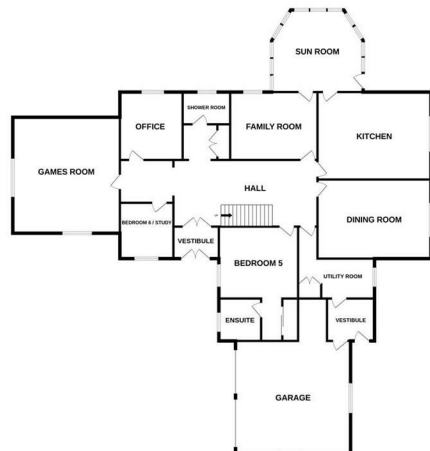 SUN ROOM
SHOWER ROOM
OFFICE
FAMILY ROOM
KITCHEN
GAMES ROOM
HALL
BEDROOM 6 / STUDY
DINING ROOM
VESTIBULE
BEDROOM 5
UTILITY ROOM
ENSUITE
VESTIBULE
GARAGE